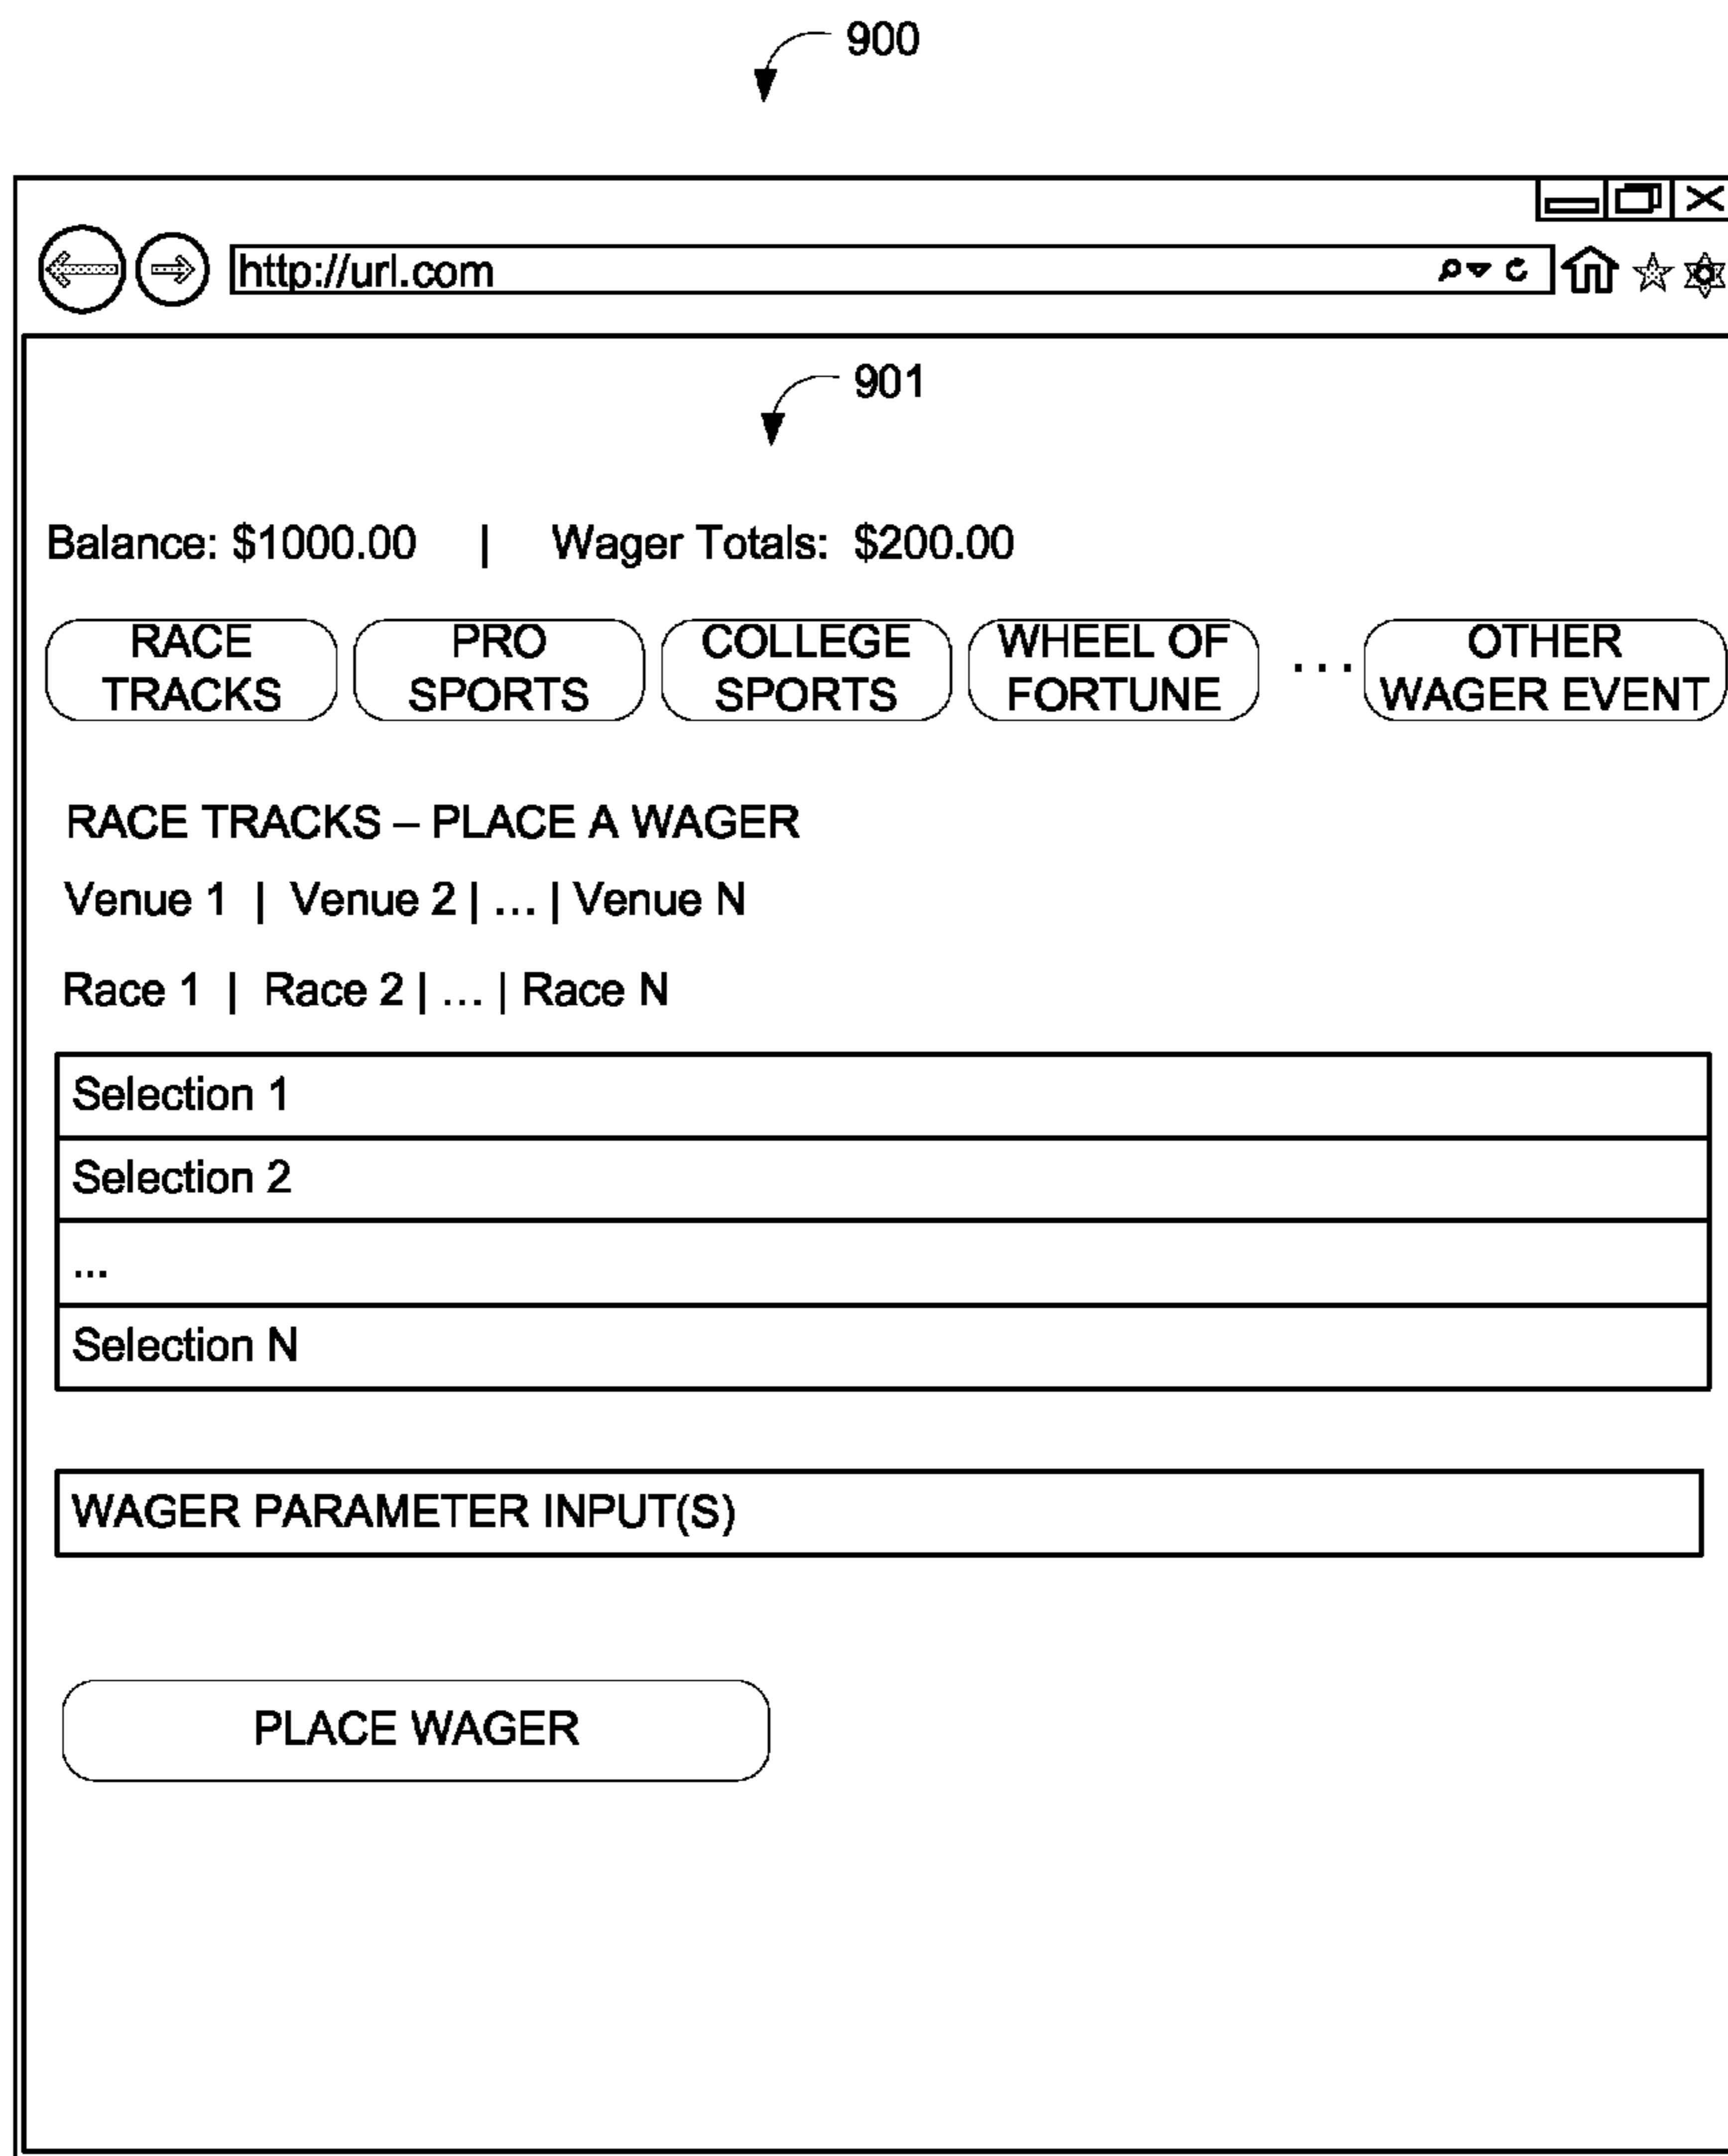 900
http://url.com
901
Balance: $1000.00 | Wager Totals: $200.00
RACE TRACKS
PRO SPORTS
COLLEGE SPORTS
WHEEL OF FORTUNE
...
OTHER WAGER EVENT
RACE TRACKS – PLACE A WAGER
Venue 1 | Venue 2 | ... | Venue N
Race 1 | Race 2 | ... | Race N
Selection 1
Selection 2
...
Selection N
WAGER PARAMETER INPUT(S)
PLACE WAGER